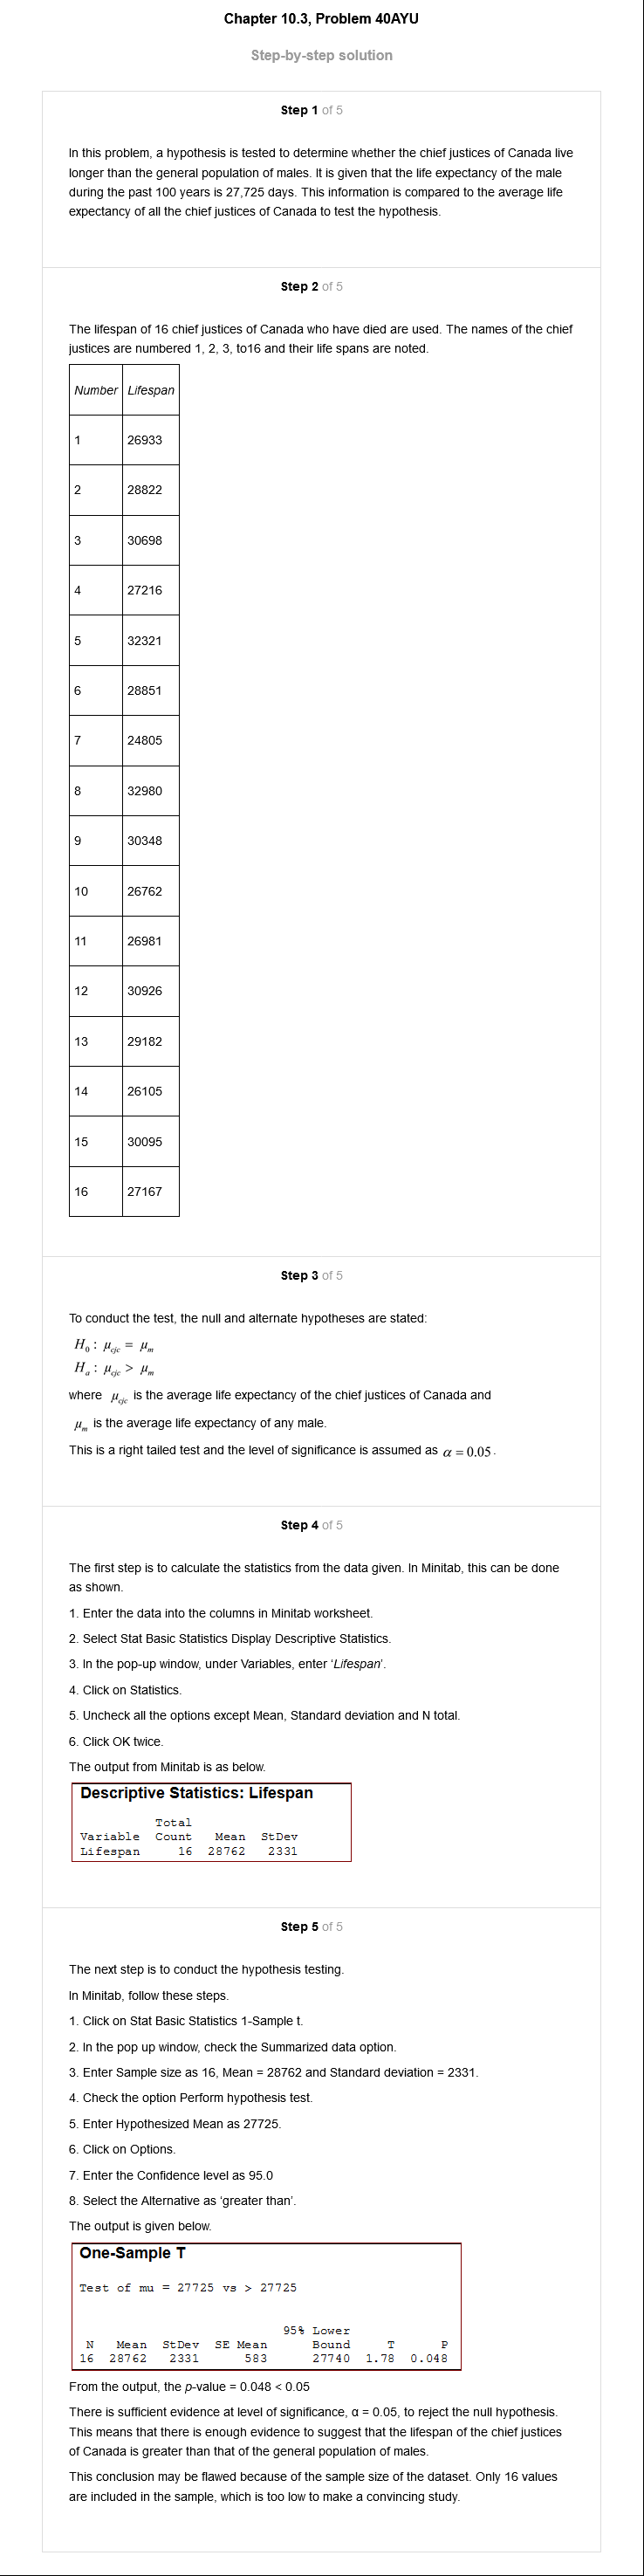 Chapter 10.3, Problem 40AYU
Step-by-step solution
Step 1 of 5
In this problem, a hypothesis is tested to determine whether the chief justices of Canada live
longer than the general population of males. It is given that the life expectancy of the male
during the past 100 years is 27,725 days. This information is compared to the average life
expectancy of all the chief justices of Canada to test the hypothesis.
Step 2 of 5
The lifespan of 16 chief justices of Canada who have died are used. The names of the chief
justices are numbered 1, 2, 3, to16 and their life spans are noted.
Number Lifespan
1 26933
2 28822
3 30698
4 27216
5 32321
6 28851
7 24805
8 32980
9 30348
10 26762
11 26981
12 30926
13 29182
14 26105
15 30095
16 27167
Step 3 of 5
To conduct the test, the null and alternate hypotheses are stated:
H₀ : μcjc = μm
Hₐ : μcjc > μm
where μcjc is the average life expectancy of the chief justices of Canada and
μm is the average life expectancy of any male.
This is a right tailed test and the level of significance is assumed as α = 0.05.
Step 4 of 5
The first step is to calculate the statistics from the data given. In Minitab, this can be done
as shown.
1. Enter the data into the columns in Minitab worksheet.
2. Select Stat Basic Statistics Display Descriptive Statistics.
3. In the pop-up window, under Variables, enter ‘Lifespan’.
4. Click on Statistics.
5. Uncheck all the options except Mean, Standard deviation and N total.
6. Click OK twice.
The output from Minitab is as below.
Descriptive Statistics: Lifespan
Total
Variable Count Mean StDev
Lifespan 16 28762 2331
Step 5 of 5
The next step is to conduct the hypothesis testing.
In Minitab, follow these steps.
1. Click on Stat Basic Statistics 1-Sample t.
2. In the pop up window, check the Summarized data option.
3. Enter Sample size as 16, Mean = 28762 and Standard deviation = 2331.
4. Check the option Perform hypothesis test.
5. Enter Hypothesized Mean as 27725.
6. Click on Options.
7. Enter the Confidence level as 95.0
8. Select the Alternative as ‘greater than’.
The output is given below.
One-Sample T
Test of mu = 27725 vs > 27725
95% Lower
N Mean StDev SE Mean Bound T P
16 28762 2331 583 27740 1.78 0.048
From the output, the p-value = 0.048 < 0.05
There is sufficient evidence at level of significance, α = 0.05, to reject the null hypothesis.
This means that there is enough evidence to suggest that the lifespan of the chief justices
of Canada is greater than that of the general population of males.
This conclusion may be flawed because of the sample size of the dataset. Only 16 values
are included in the sample, which is too low to make a convincing study.